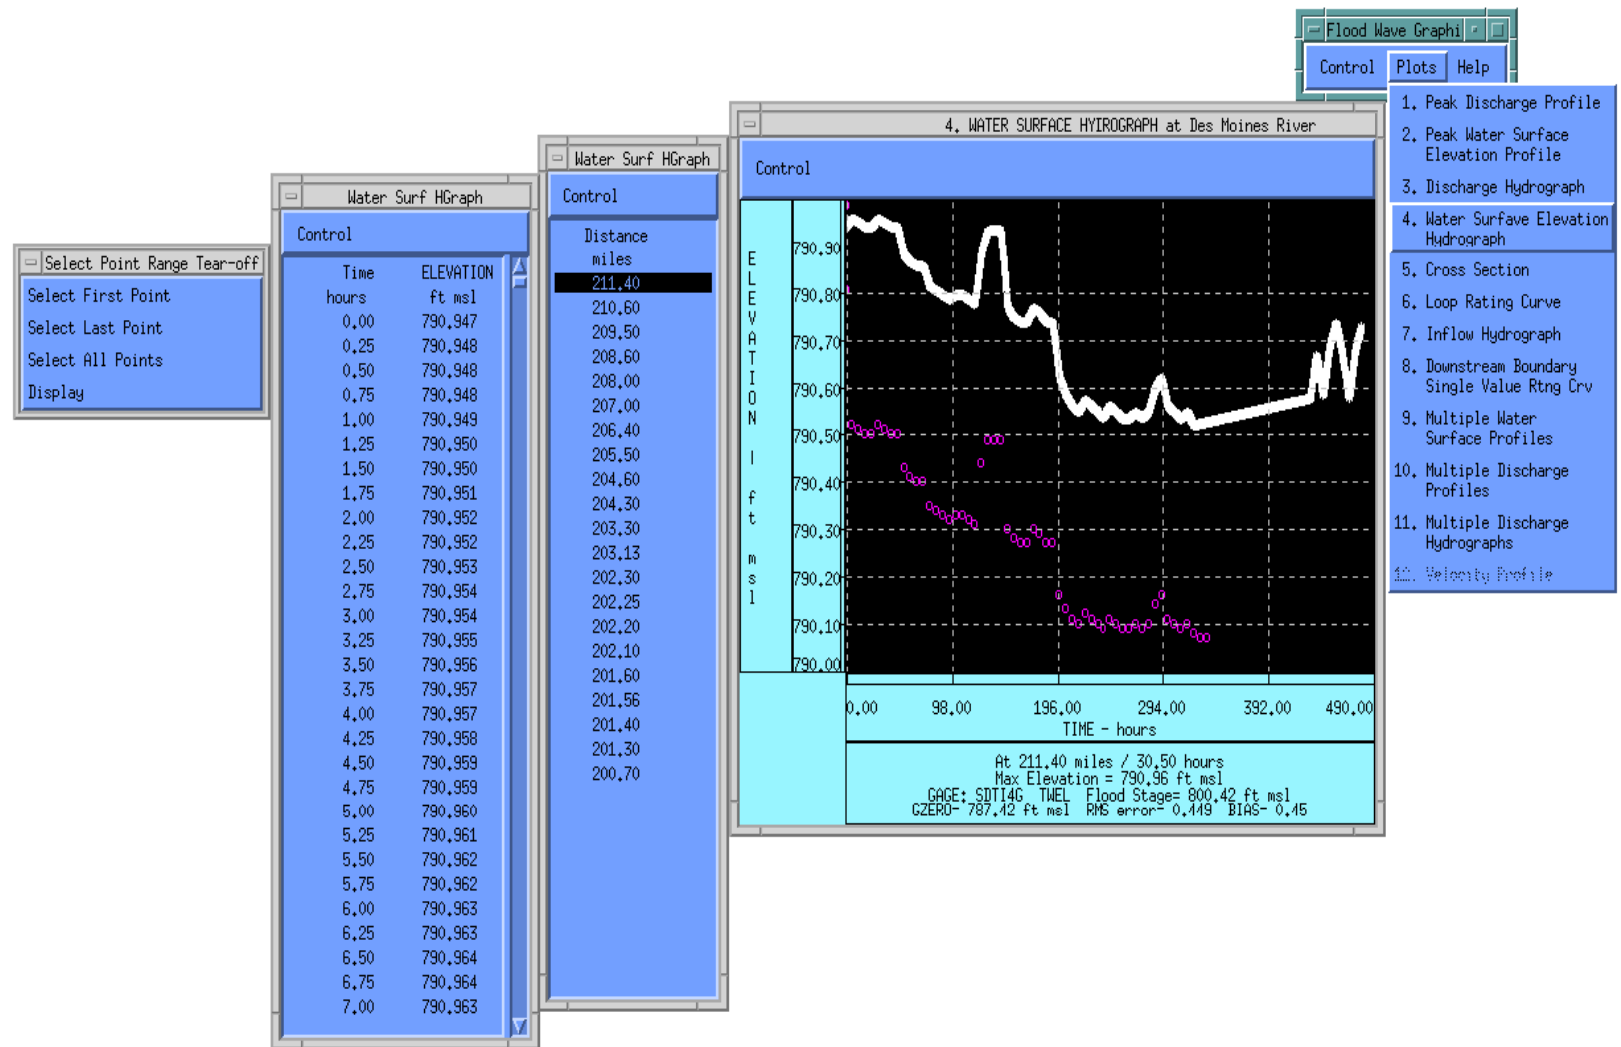 Select Point Range Tear-off
Select First Point
Select Last Point
Select All Points
Display
Water Surf HGraph
Control
Time ELEVATION
hours ft msl
0.00 790.947
0.25 790.948
0.50 790.948
0.75 790.948
1.00 790.949
1.25 790.950
1.50 790.950
1.75 790.951
2.00 790.952
2.25 790.952
2.50 790.953
2.75 790.954
3.00 790.954
3.25 790.955
3.50 790.956
3.75 790.957
4.00 790.957
4.25 790.958
4.50 790.959
4.75 790.959
5.00 790.960
5.25 790.961
5.50 790.962
5.75 790.962
6.00 790.963
6.25 790.963
6.50 790.964
6.75 790.964
7.00 790.963
Water Surf HGraph
Control
Distance
miles
211.40
210.60
209.50
208.60
208.00
207.00
206.40
205.50
204.60
204.30
203.30
203.13
202.30
202.25
202.20
202.10
201.60
201.56
201.40
201.30
200.70
4. WATER SURFACE HYIROGRAPH at Des Moines River
Control
ELEVATION | ft msl
790.90
790.80
790.70
790.60
790.50
790.40
790.30
790.20
790.10
790.00
0.00 98.00 196.00 294.00 392.00 490.00
TIME - hours
At 211.40 miles / 30.50 hours
Max Elevation = 790.96 ft msl
GAGE: SDTI4G TWEL Flood Stage= 800.42 ft msl
GZERO- 787.42 ft msl RMS error- 0.449 BIAS- 0.45
Flood Wave Graphi
Control Plots Help
1. Peak Discharge Profile
2. Peak Water Surface
Elevation Profile
3. Discharge Hydrograph
4. Water Surfave Elevation
Hydrograph
5. Cross Section
6. Loop Rating Curve
7. Inflow Hydrograph
8. Downstream Boundary
Single Value Rtng Crv
9. Multiple Water
Surface Profiles
10. Multiple Discharge
Profiles
11. Multiple Discharge
Hydrographs
12. Velocity Profile